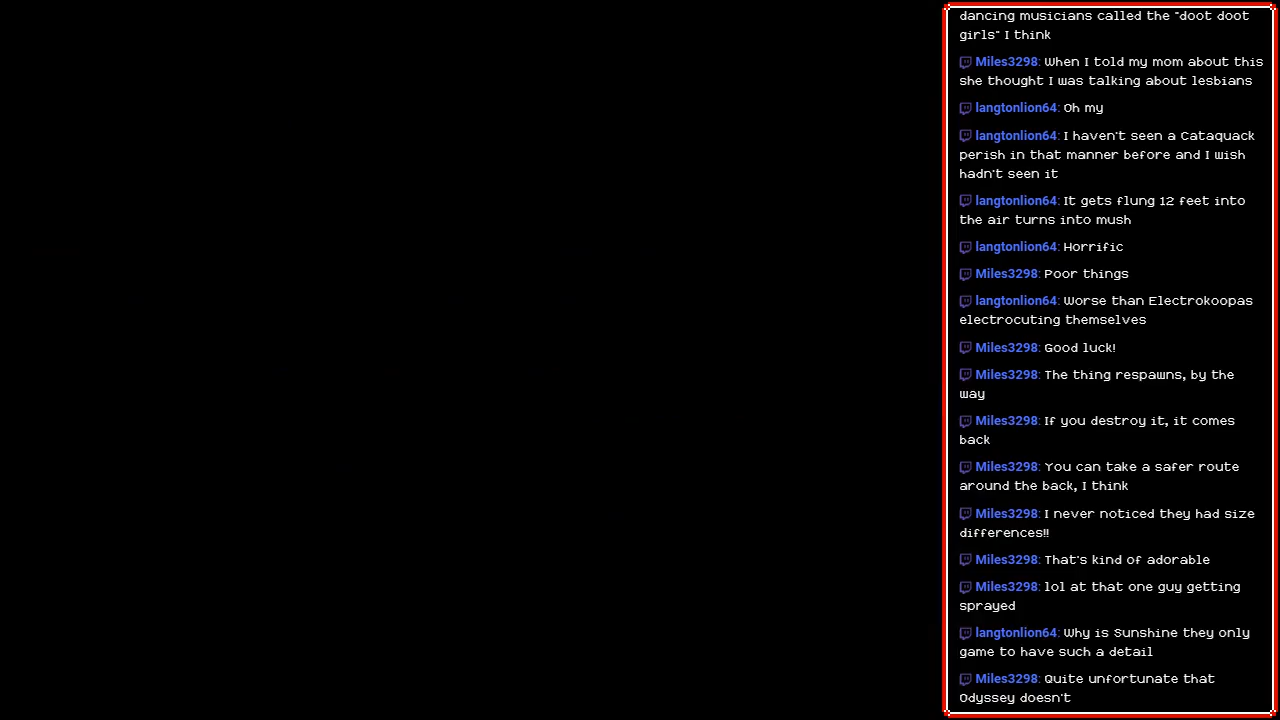 dancing musicians called the "doot doot
girls" I think
Miles3298: When I told my mom about this
she thought I was talking about lesbians
langtonlion64: Oh my
langtonlion64: I haven't seen a Cataquack
perish in that manner before and I wish
hadn't seen it
langtonlion64: It gets flung 12 feet into
the air turns into mush
langtonlion64: Horrific
Miles3298: Poor things
langtonlion64: Worse than Electrokoopas
electrocuting themselves
Miles3298: Good luck!
Miles3298: The thing respawns, by the
way
Miles3298: If you destroy it, it comes
back
Miles3298: You can take a safer route
around the back, I think
Miles3298: I never noticed they had size
differences!!
Miles3298: That's kind of adorable
Miles3298: lol at that one guy getting
sprayed
langtonlion64: Why is Sunshine they only
game to have such a detail
Miles3298: Quite unfortunate that
Odyssey doesn't